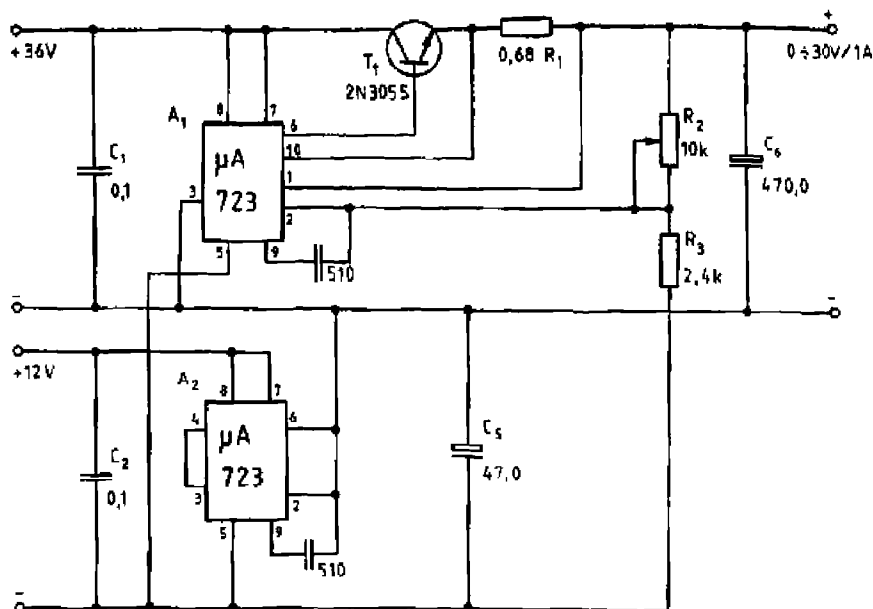 +36V
C1
0,1
A1
µA
723
8
7
6
10
1
2
3
5
9
510
T1
2N3055
0,68 R1
R2
10k
R3
2,4k
C6
470,0
+
0÷30V/1A
-
-
+12V
C2
0,1
A2
µA
723
8
7
4
6
3
2
5
9
510
C5
47,0
-